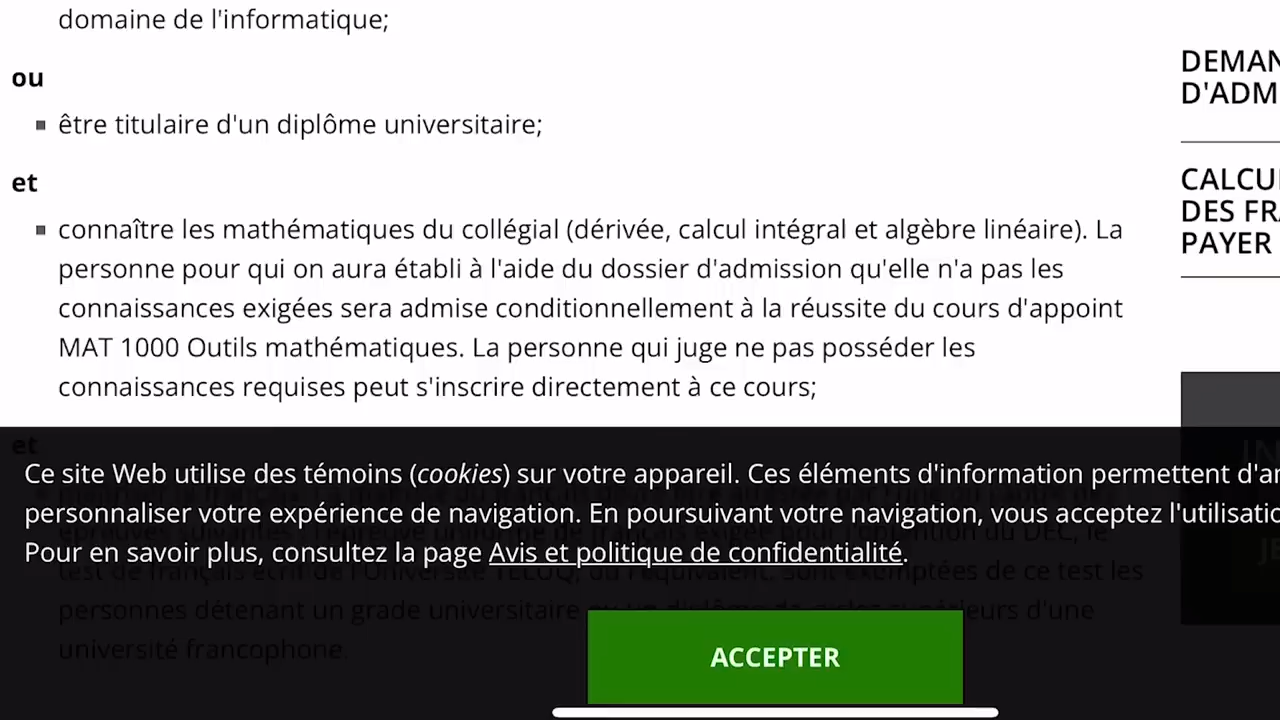 domaine de l'informatique;
ou
▪ être titulaire d'un diplôme universitaire;
et
▪ connaître les mathématiques du collégial (dérivée, calcul intégral et algèbre linéaire). La
personne pour qui on aura établi à l'aide du dossier d'admission qu'elle n'a pas les
connaissances exigées sera admise conditionnellement à la réussite du cours d'appoint
MAT 1000 Outils mathématiques. La personne qui juge ne pas posséder les
connaissances requises peut s'inscrire directement à ce cours;
et
DEMAN
D'ADM
CALCU
DES FRA
PAYER
Ce site Web utilise des témoins (cookies) sur votre appareil. Ces éléments d'information permettent d'a
personnaliser votre expérience de navigation. En poursuivant votre navigation, vous acceptez l'utilisatio
Pour en savoir plus, consultez la page Avis et politique de confidentialité.
test de français écrit de l'Université TÉLUQ, ou l'équivalent. Sont exemptées de ce test les
personnes détenant un grade universitaire ou un diplôme de cycles supérieurs d'une
université francophone.
ACCEPTER